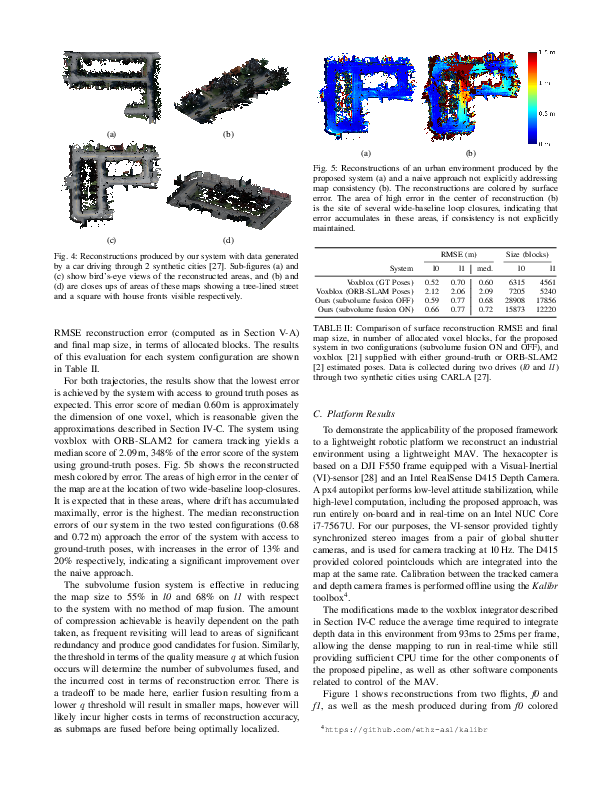 (a)
(b)
(c)
(d)
Fig. 4: Reconstructions produced by our system with data generated
by a car driving through 2 synthetic cities [27]. Sub-figures (a) and
(c) show bird's-eye views of the reconstructed areas, and (b) and
(d) are closes ups of areas of these maps showing a tree-lined street
and a square with house fronts visible respectively.
RMSE reconstruction error (computed as in Section V-A)
and final map size, in terms of allocated blocks. The results
of this evaluation for each system configuration are shown
in Table II.
For both trajectories, the results show that the lowest error
is achieved by the system with access to ground truth poses as
expected. This error score of median 0.60m is approximately
the dimension of one voxel, which is reasonable given the
approximations described in Section IV-C. The system using
voxblox with ORB-SLAM2 for camera tracking yields a
median score of 2.09m, 348% of the error score of the system
using ground-truth poses. Fig. 5b shows the reconstructed
mesh colored by error. The areas of high error in the center of
the map are at the location of two wide-baseline loop-closures.
It is expected that in these areas, where drift has accumulated
maximally, error is the highest. The median reconstruction
errors of our system in the two tested configurations (0.68
and 0.72m) approach the error of the system with access to
ground-truth poses, with increases in the error of 13% and
20% respectively, indicating a significant improvement over
the naive approach.
The subvolume fusion system is effective in reducing
the map size to 55% in l0 and 68% on l1 with respect
to the system with no method of map fusion. The amount
of compression achievable is heavily dependent on the path
taken, as frequent revisiting will lead to areas of significant
redundancy and produce good candidates for fusion. Similarly,
the threshold in terms of the quality measure q at which fusion
occurs will determine the number of subvolumes fused, and
the incurred cost in terms of reconstruction error. There is
a tradeoff to be made here, earlier fusion resulting from a
lower q threshold will result in smaller maps, however will
likely incur higher costs in terms of reconstruction accuracy,
as submaps are fused before being optimally localized.
1.5 m
1 m
0.5 m
0 m
(a)
(b)
Fig. 5: Reconstructions of an urban environment produced by the
proposed system (a) and a naive approach not explicitly addressing
map consistency (b). The reconstructions are colored by surface
error. The area of high error in the center of reconstruction (b)
is the site of several wide-baseline loop closures, indicating that
error accumulates in these areas, if consistency is not explicitly
maintained.
RMSE (m) Size (blocks)
System l0 l1 med. l0 l1
Voxblox (GT Poses) 0.52 0.70 0.60 6315 4561
Voxblox (ORB-SLAM Poses) 2.12 2.06 2.09 7205 5240
Ours (subvolume fusion OFF) 0.59 0.77 0.68 28908 17856
Ours (subvolume fusion ON) 0.66 0.77 0.72 15873 12220
TABLE II: Comparison of surface reconstruction RMSE and final
map size, in number of allocated voxel blocks, for the proposed
system in two configurations (subvolume fusion ON and OFF), and
voxblox [21] supplied with either ground-truth or ORB-SLAM2
[2] estimated poses. Data is collected during two drives (l0 and l1)
through two synthetic cities using CARLA [27].
C. Platform Results
To demonstrate the applicability of the proposed framework
to a lightweight robotic platform we reconstruct an industrial
environment using a lightweight MAV. The hexacopter is
based on a DJI F550 frame equipped with a Visual-Inertial
(VI)-sensor [28] and an Intel RealSense D415 Depth Camera.
A px4 autopilot performs low-level attitude stabilization, while
high-level computation, including the proposed approach, was
run entirely on-board and in real-time on an Intel NUC Core
i7-7567U. For our purposes, the VI-sensor provided tightly
synchronized stereo images from a pair of global shutter
cameras, and is used for camera tracking at 10 Hz. The D415
provided colored pointclouds which are integrated into the
map at the same rate. Calibration between the tracked camera
and depth camera frames is performed offline using the Kalibr
toolbox⁴.
The modifications made to the voxblox integrator described
in Section IV-C reduce the average time required to integrate
depth data in this environment from 93ms to 25ms per frame,
allowing the dense mapping to run in real-time while still
providing sufficient CPU time for the other components of
the proposed pipeline, as well as other software components
related to control of the MAV.
Figure 1 shows reconstructions from two flights, f0 and
f1, as well as the mesh produced during from f0 colored
⁴https://github.com/ethz-asl/kalibr